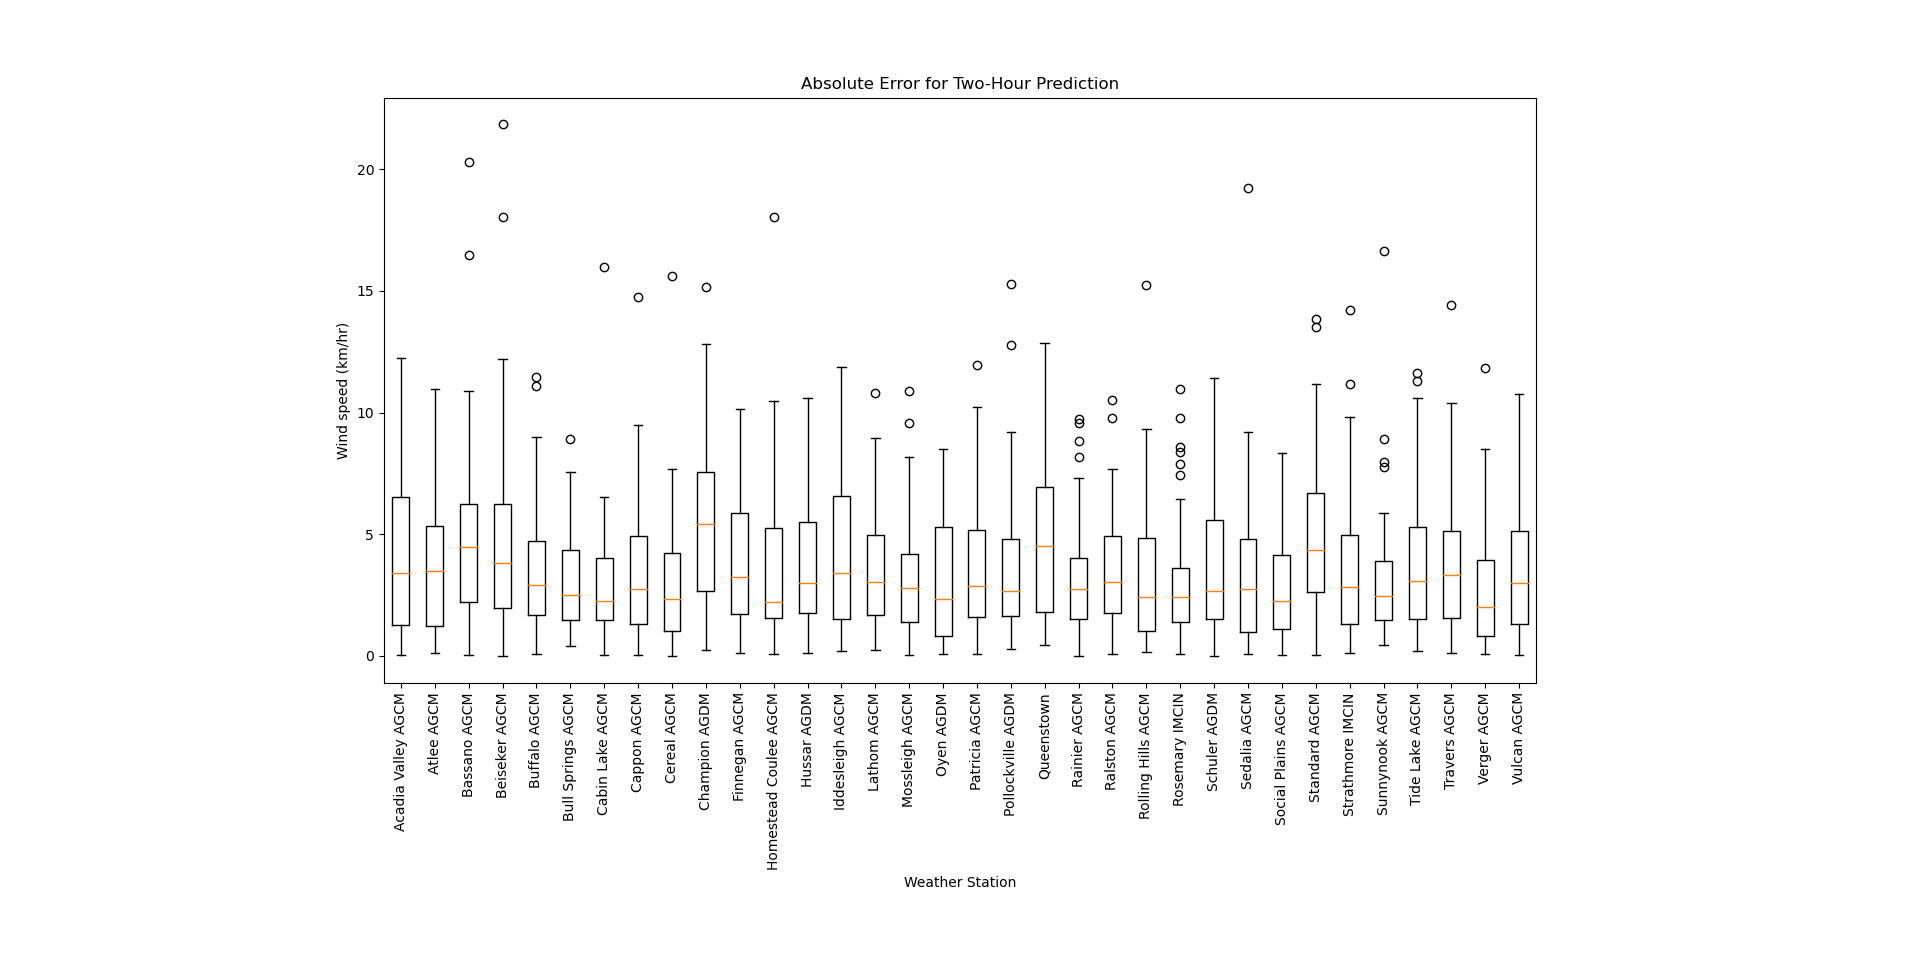 Absolute Error for Two-Hour Prediction
Wind speed (km/hr)
20
15
10
5
0
Acadia Valley AGCM
Atlee AGCM
Bassano AGCM
Beiseker AGCM
Buffalo AGCM
Bull Springs AGCM
Cabin Lake AGCM
Cappon AGCM
Cereal AGCM
Champion AGDM
Finnegan AGCM
Homestead Coulee AGCM
Hussar AGDM
Iddesleigh AGCM
Lathom AGCM
Mossleigh AGCM
Oyen AGDM
Patricia AGCM
Pollockville AGDM
Queenstown
Rainier AGCM
Ralston AGCM
Rolling Hills AGCM
Rosemary IMCIN
Schuler AGDM
Sedalia AGCM
Social Plains AGCM
Standard AGCM
Strathmore IMCIN
Sunnynook AGCM
Tide Lake AGCM
Travers AGCM
Verger AGCM
Vulcan AGCM
Weather Station